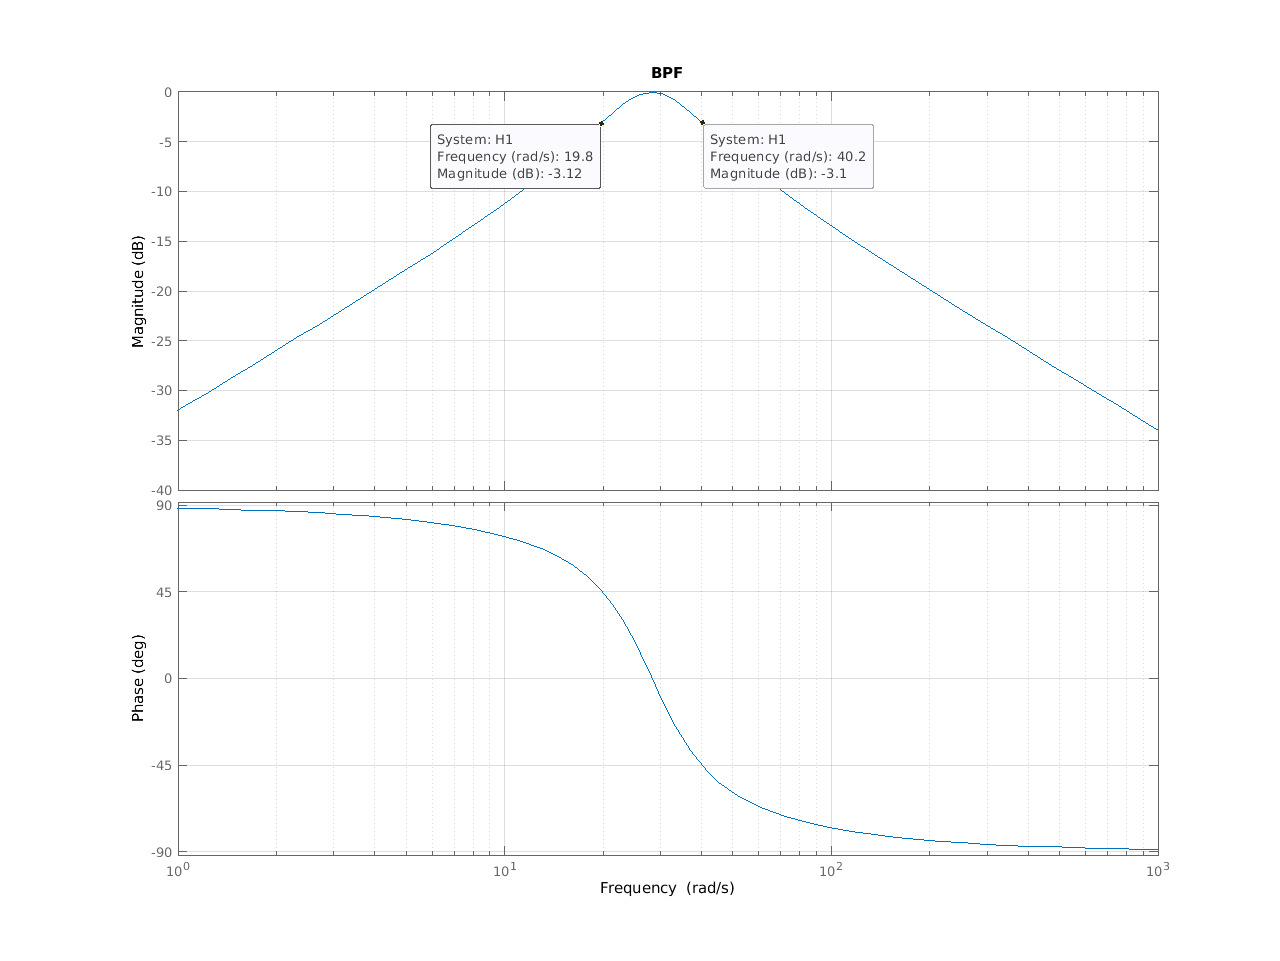 BPF
0
-5
-10
-15
-20
-25
-30
-35
-40
Magnitude (dB)
System: H1
Frequency (rad/s): 19.8
Magnitude (dB): -3.12
System: H1
Frequency (rad/s): 40.2
Magnitude (dB): -3.1
90
45
0
-45
-90
Phase (deg)
10^0 10^1 10^2 10^3
Frequency (rad/s)